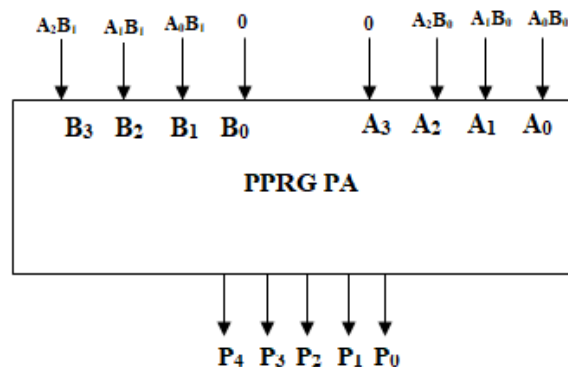 A₂B₁ A₁B₁ A₀B₁ 0 0 A₂B₀ A₁B₀ A₀B₀
B₃ B₂ B₁ B₀ A₃ A₂ A₁ A₀
PPRG PA
P₄ P₃ P₂ P₁ P₀